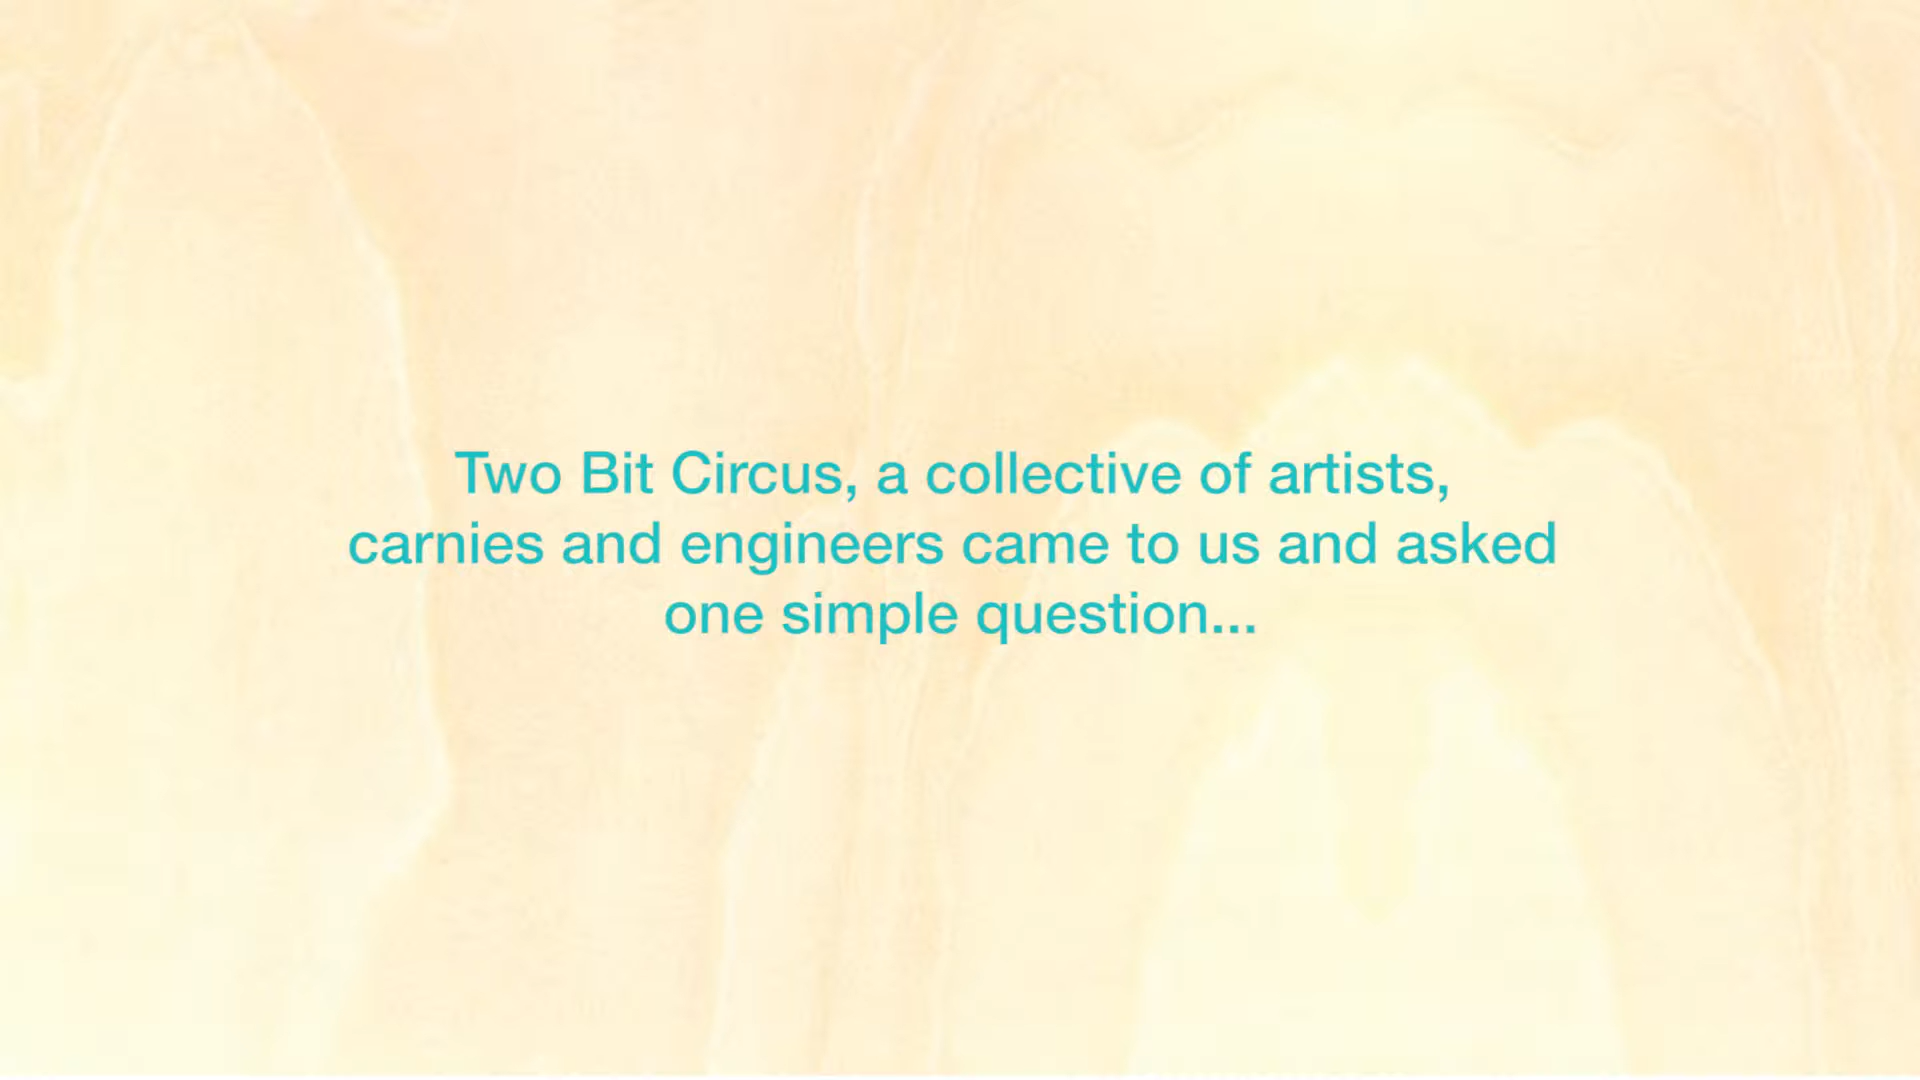 Two Bit Circus, a collective of artists,
carnies and engineers came to us and asked
one simple question...